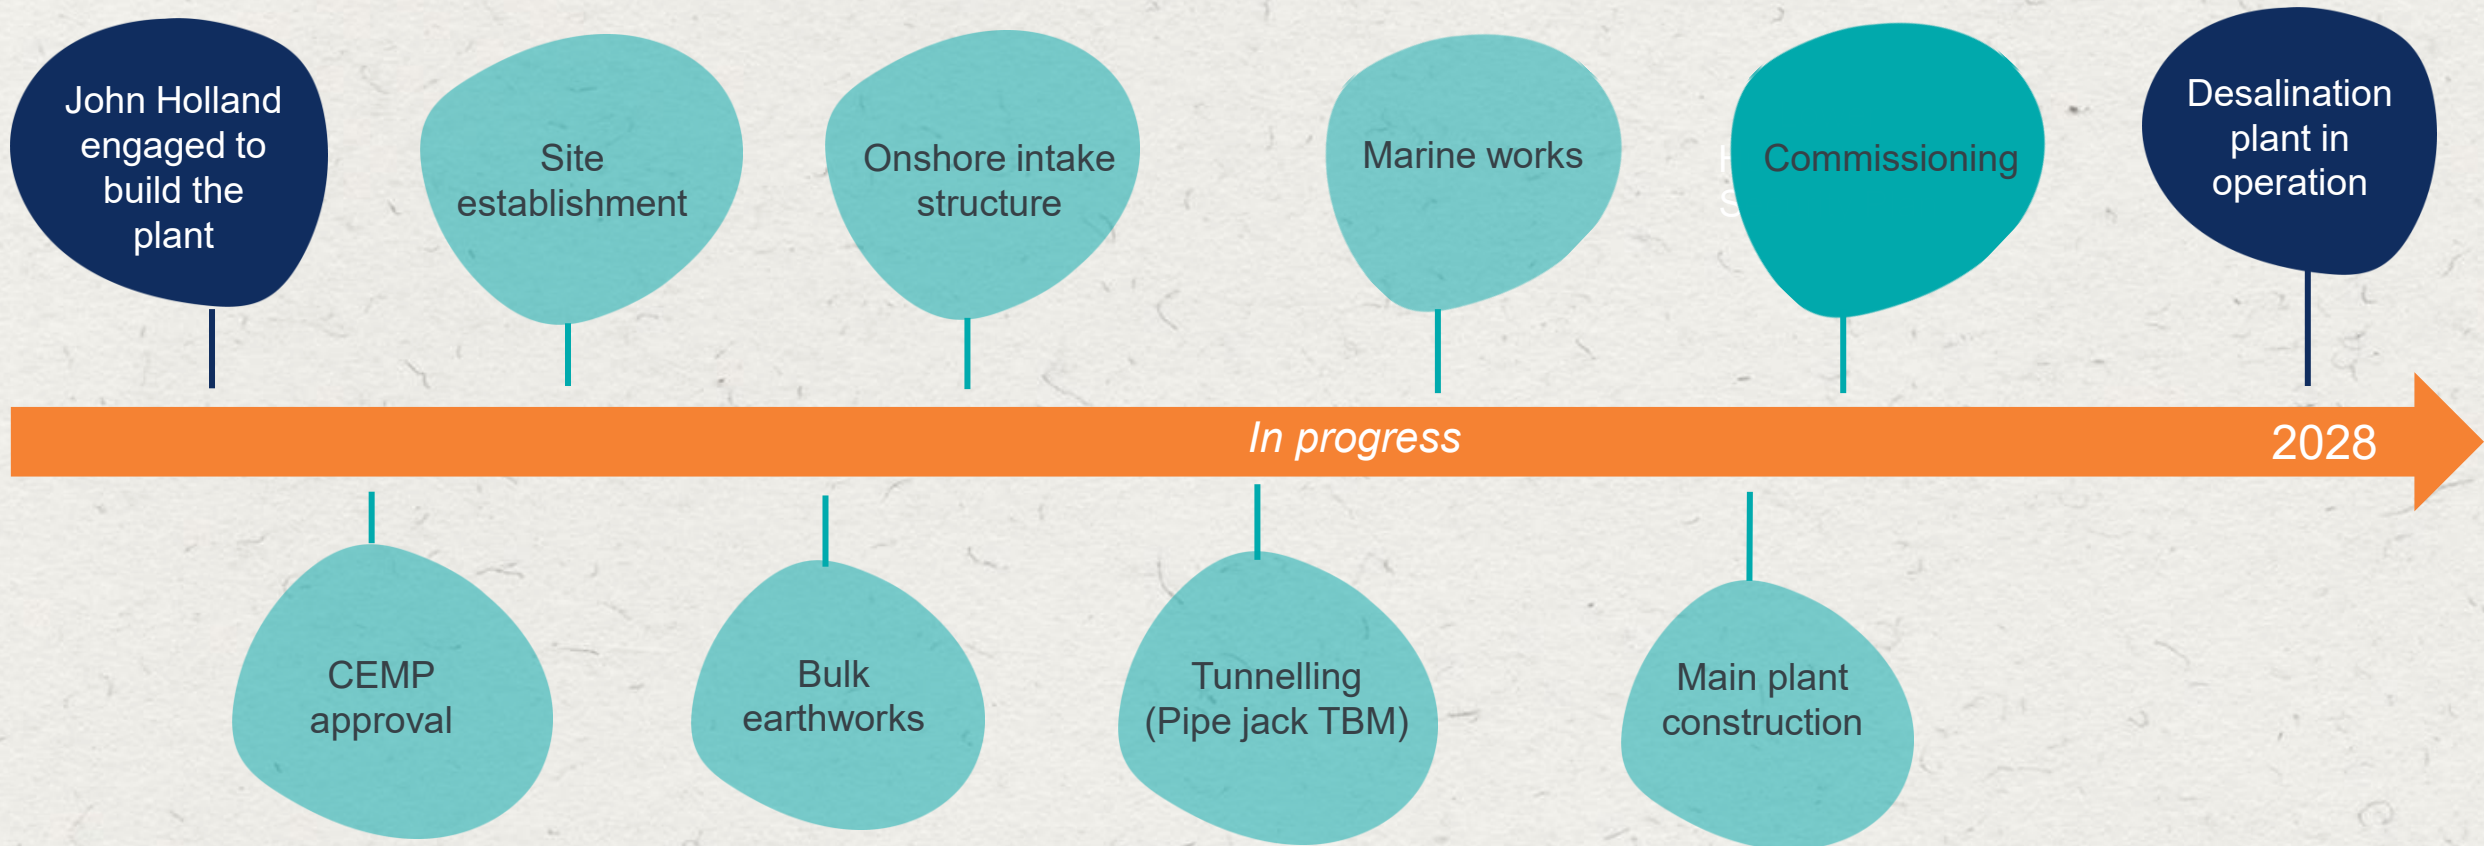 John Holland
engaged to
build the
plant
Site
establishment
Onshore intake
structure
Marine works
Commissioning
Desalination
plant in
operation
In progress
2028
CEMP
approval
Bulk
earthworks
Tunnelling
(Pipe jack TBM)
Main plant
construction